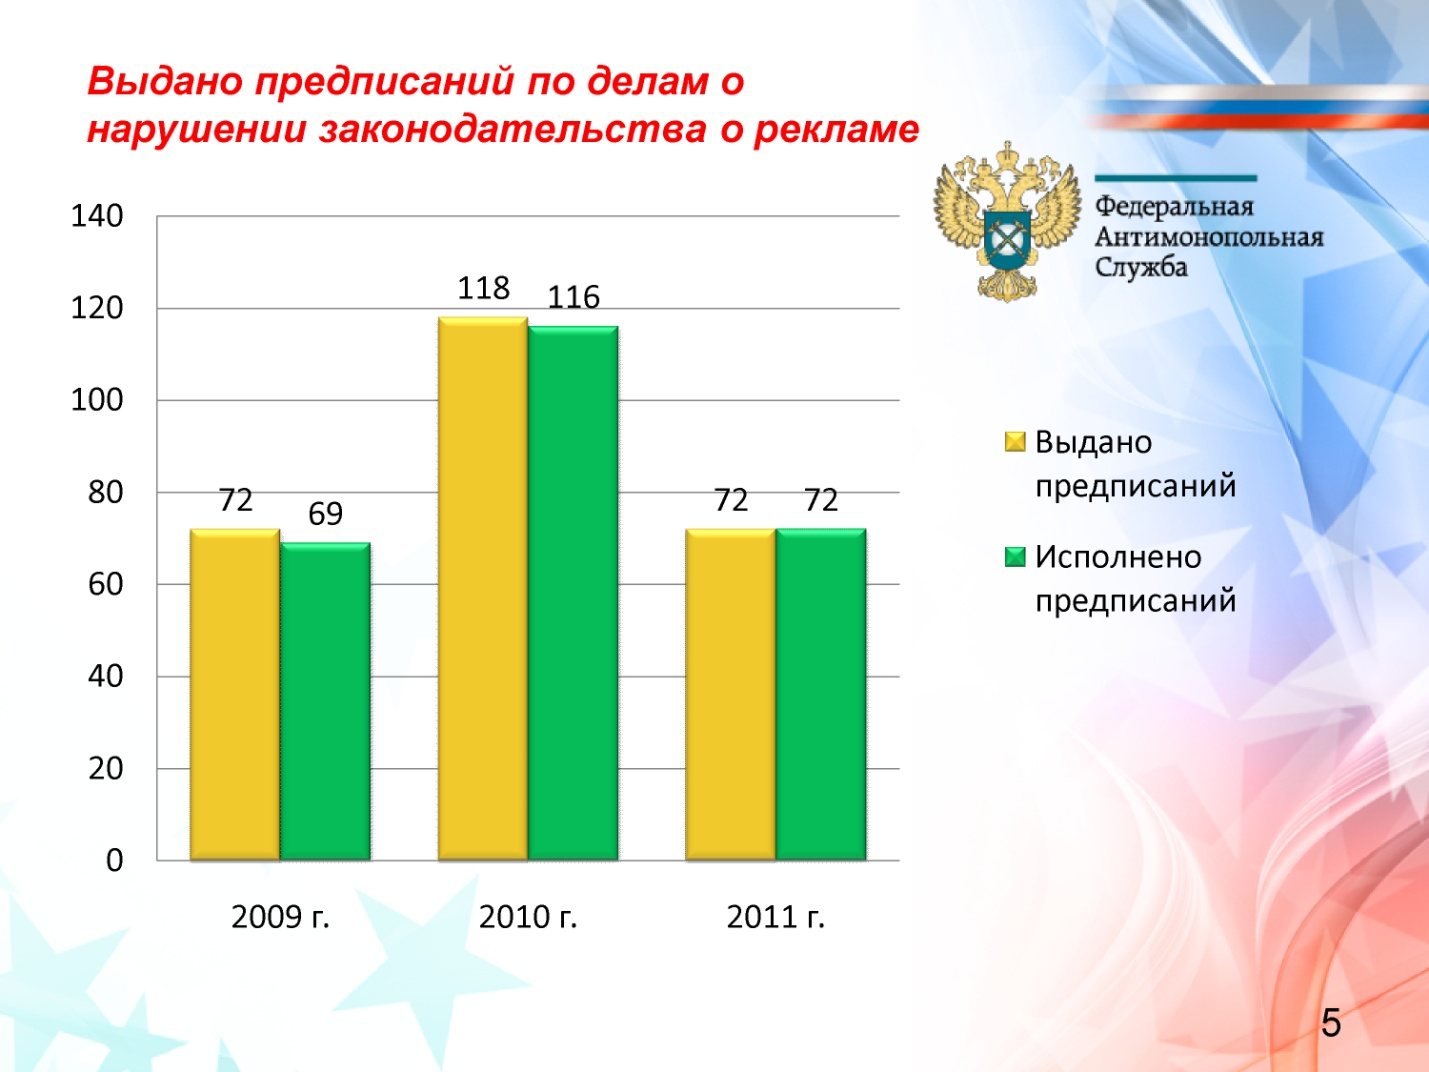 Выдано предписаний по делам о
нарушении законодательства о рекламе
Федеральная
Антимонопольная
Служба
140
120
100
80
60
40
20
0
72
69
118
116
72
72
2009 г.
2010 г.
2011 г.
Выдано
предписаний
Исполнено
предписаний
5